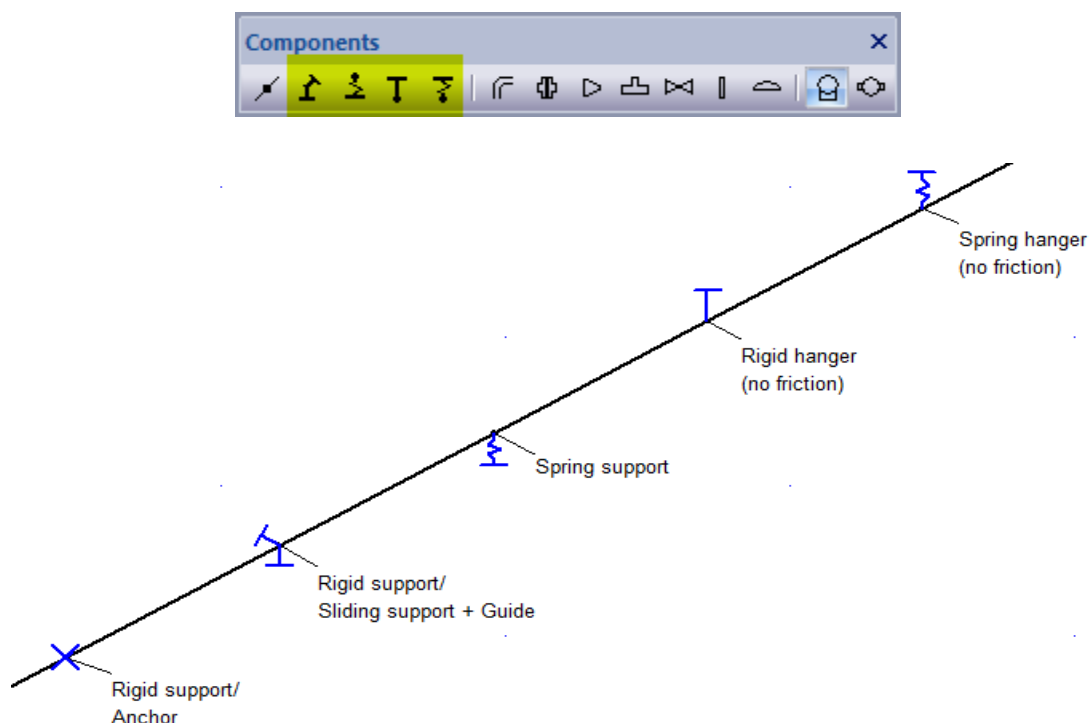 Components
Spring hanger
(no friction)
Rigid hanger
(no friction)
Spring support
Rigid support/
Sliding support + Guide
Rigid support/
Anchor